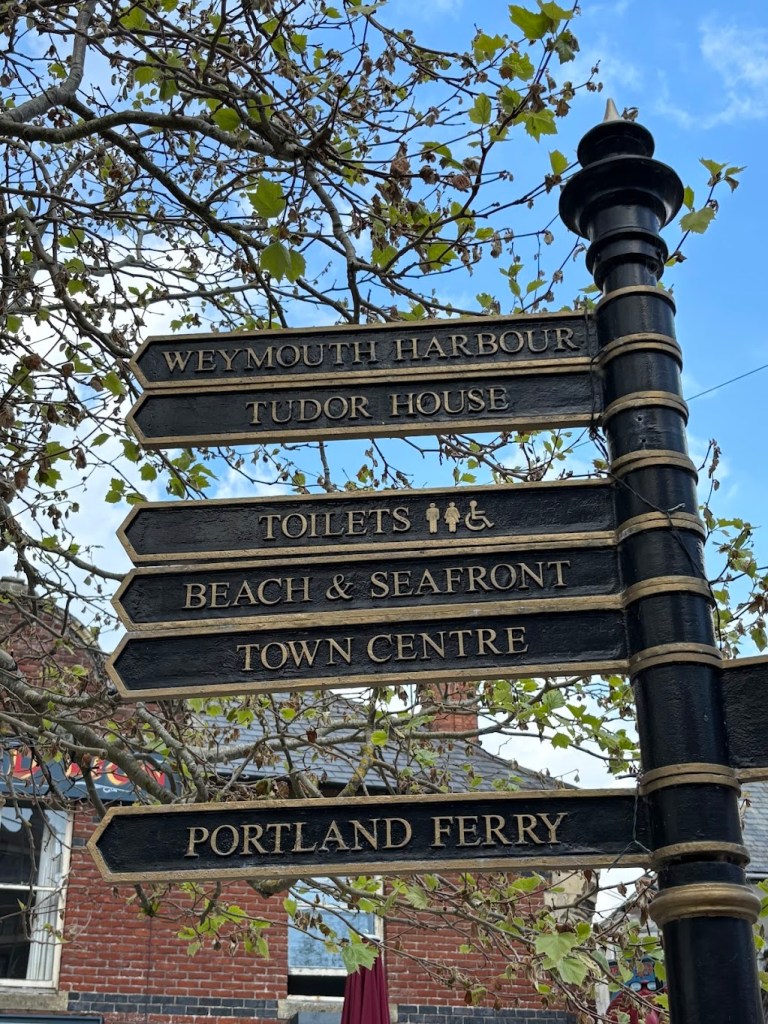 WEYMOUTH HARBOUR
TUDOR HOUSE
TOILETS
BEACH & SEAFRONT
TOWN CENTRE
PORTLAND FERRY